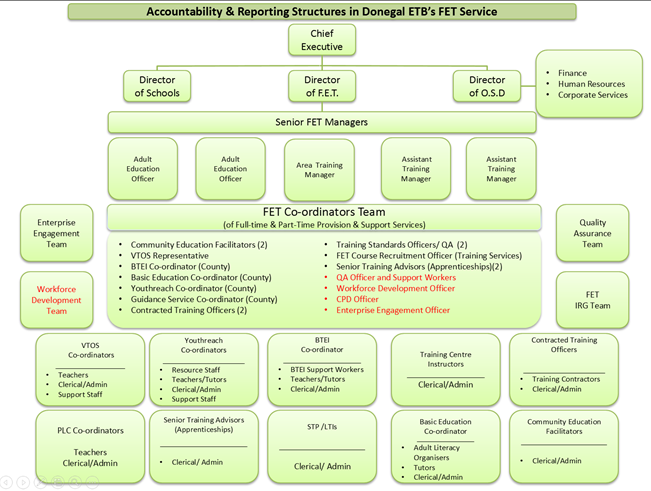 Accountability & Reporting Structures in Donegal ETB's FET Service
Chief
Executive
Director
of Schools
Director
of F.E.T.
Director
of O.S.D
• Finance
• Human Resources
• Corporate Services
Senior FET Managers
Adult
Education
Officer
Adult
Education
Officer
Area Training
Manager
Assistant
Training
Manager
Assistant
Training
Manager
Enterprise
Engagement
Team
FET Co-ordinators Team
(of Full-time & Part-Time Provision & Support Services)
• Community Education Facilitators (2)
• VTOS Representative
• BTEI Co-ordinator (County)
• Basic Education Co-ordinator (County)
• Youthreach Co-ordinator (County)
• Guidance Service Co-ordinator (County)
• Contracted Training Officers (2)
• Training Standards Officers/ QA (2)
• FET Course Recruitment Officer (Training Services)
• Senior Training Advisors (Apprenticeships)(2)
• QA Officer and Support Workers
• Workforce Development Officer
• CPD Officer
• Enterprise Engagement Officer
Quality
Assurance
Team
Workforce
Development
Team
FET
IRG Team
VTOS
Co-ordinators
• Teachers
• Clerical/Admin
• Support Staff
Youthreach
Co-ordinators
• Resource Staff
• Teachers/Tutors
• Clerical/Admin
• Support Staff
BTEI
Co-ordinator
• BTEI Support Workers
• Teachers/Tutors
• Clerical/Admin
Training Centre
Instructors
Clerical/Admin
Contracted Training
Officers
• Training Contractors
• Clerical/Admin
PLC Co-ordinators
Teachers
Clerical/Admin
Senior Training Advisors
(Apprenticeships)
• Clerical/ Admin
STP /LTIs
Clerical/ Admin
Basic Education
Co-ordinator
• Adult Literacy
Organisers
• Tutors
• Clerical/Admin
Community Education
Facilitators
• Clerical/Admin